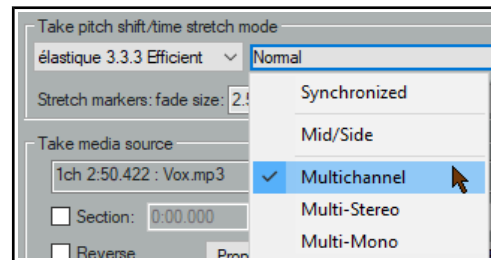 Take pitch shift/time stretch mode
élastique 3.3.3 Efficient Normal
Synchronized
Stretch markers: fade size: 2.
Mid/Side
Take media source
1ch 2:50.422 : Vox.mp3
Multichannel
Section: 0:00.000
Multi-Stereo
Reverse
Multi-Mono